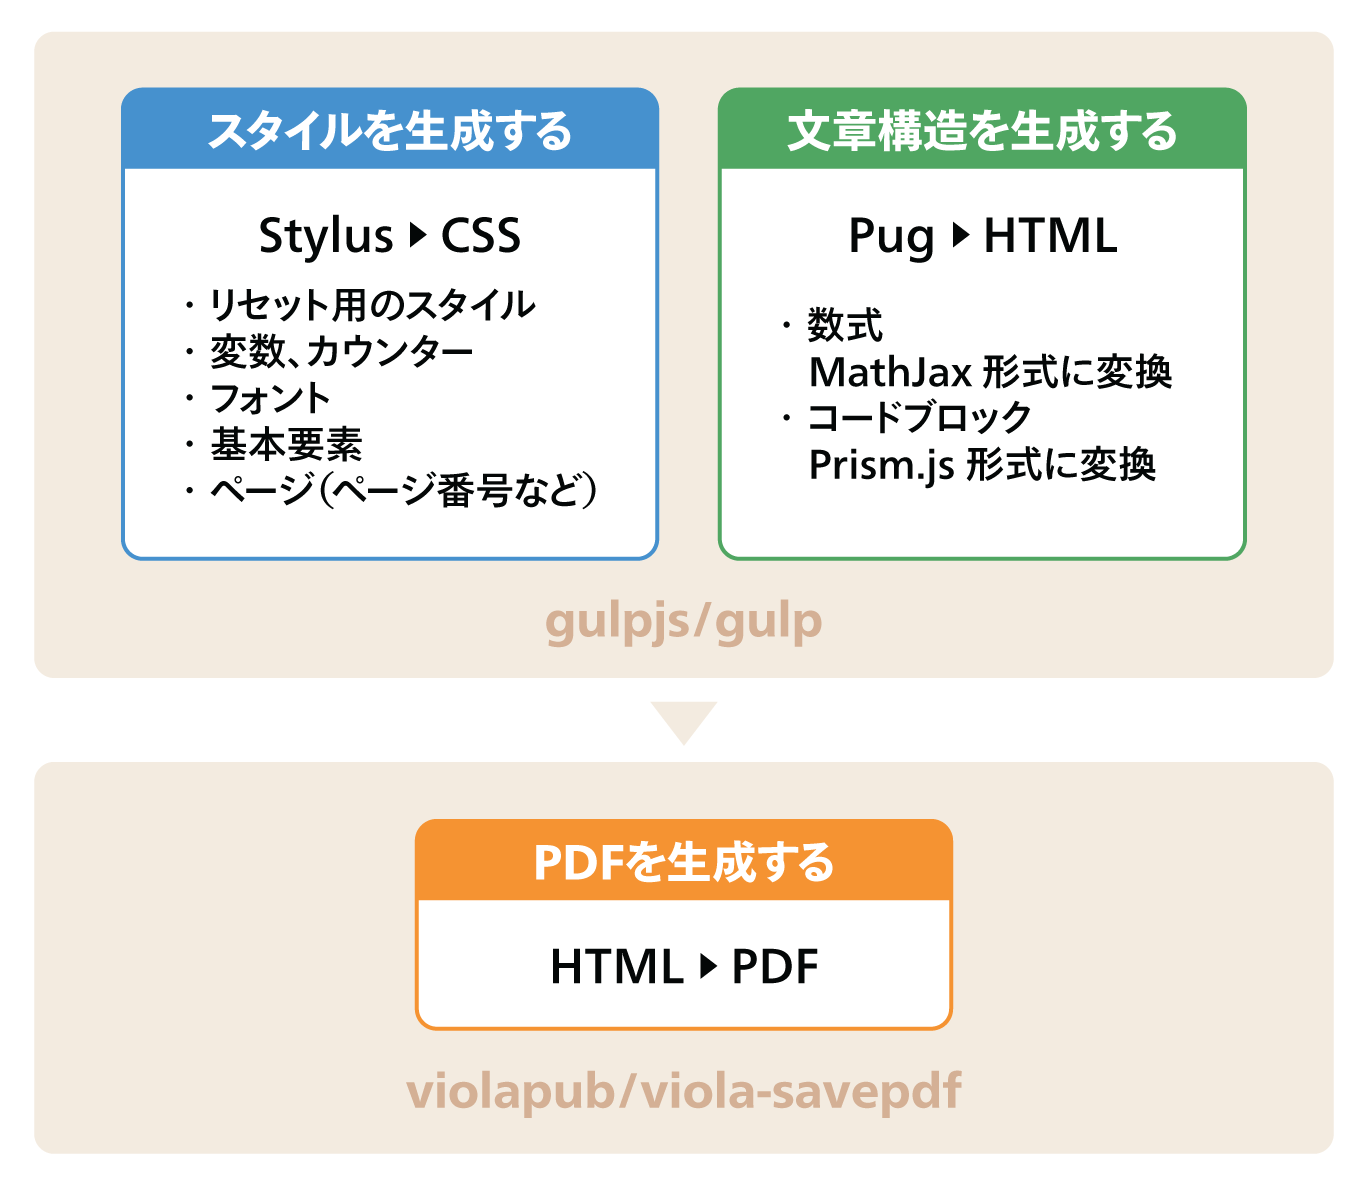 スタイルを生成する
Stylus ▶ CSS
・リセット用のスタイル
・変数、カウンター
・フォント
・基本要素
・ページ（ページ番号など）
文章構造を生成する
Pug ▶ HTML
・数式
MathJax 形式に変換
・コードブロック
Prism.js 形式に変換
gulpjs/gulp
PDFを生成する
HTML ▶ PDF
violapub/viola-savepdf